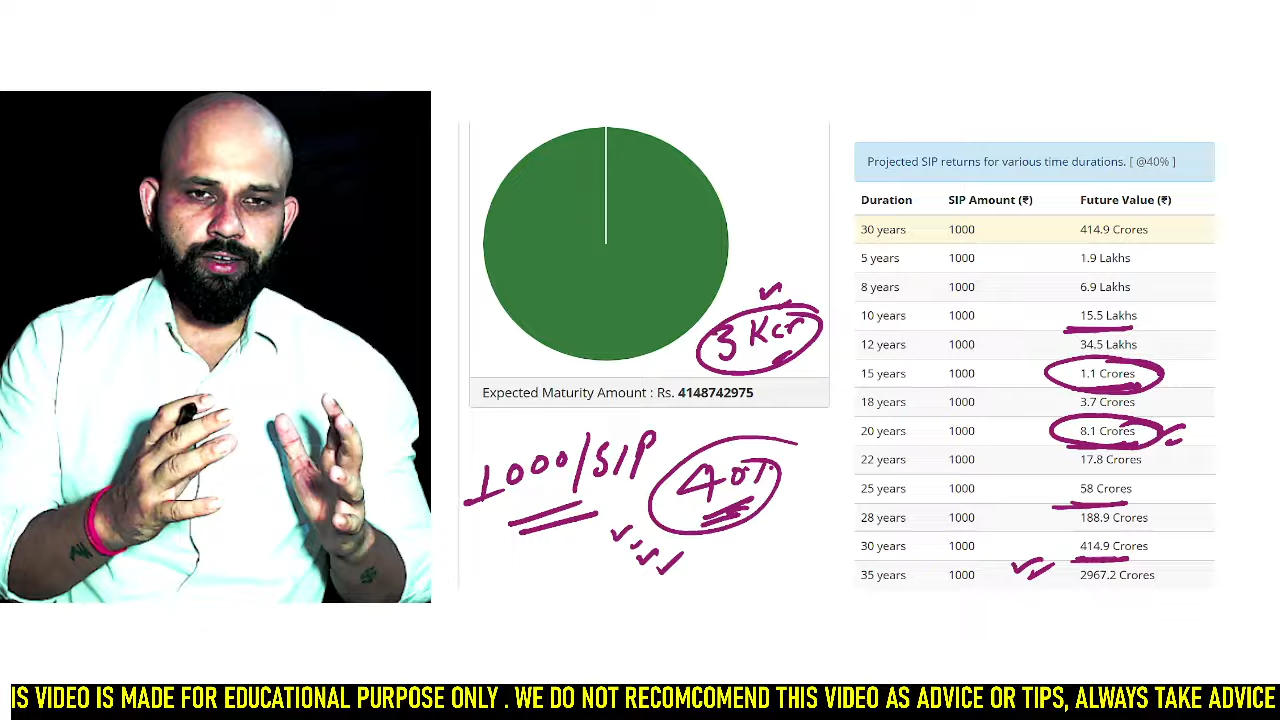 Projected SIP returns for various time durations. [ @40% ]
Duration SIP Amount (₹) Future Value (₹)
30 years 1000 414.9 Crores
5 years 1000 1.9 Lakhs
8 years 1000 6.9 Lakhs
10 years 1000 15.5 Lakhs
12 years 1000 34.5 Lakhs
15 years 1000 1.1 Crores
18 years 1000 3.7 Crores
20 years 1000 8.1 Crores
22 years 1000 17.8 Crores
25 years 1000 58 Crores
28 years 1000 188.9 Crores
30 years 1000 414.9 Crores
35 years 1000 2967.2 Crores
3 Kcr
Expected Maturity Amount : Rs. 4148742975
1000/SIP
40%
IS VIDEO IS MADE FOR EDUCATIONAL PURPOSE ONLY . WE DO NOT RECOMCOMEND THIS VIDEO AS ADVICE OR TIPS, ALWAYS TAKE ADVICE